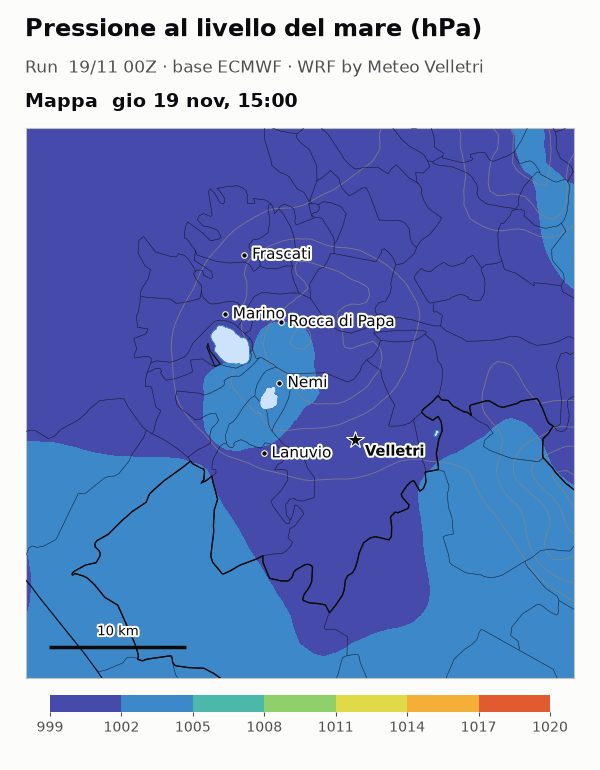 Pressione al livello del mare (hPa)
Run  19/11 00Z · base ECMWF · WRF by Meteo Velletri
Mappa  gio 19 nov, 15:00
Frascati
Marino
Rocca di Papa
Nemi
Velletri
Lanuvio
10 km
999 1002 1005 1008 1011 1014 1017 1020